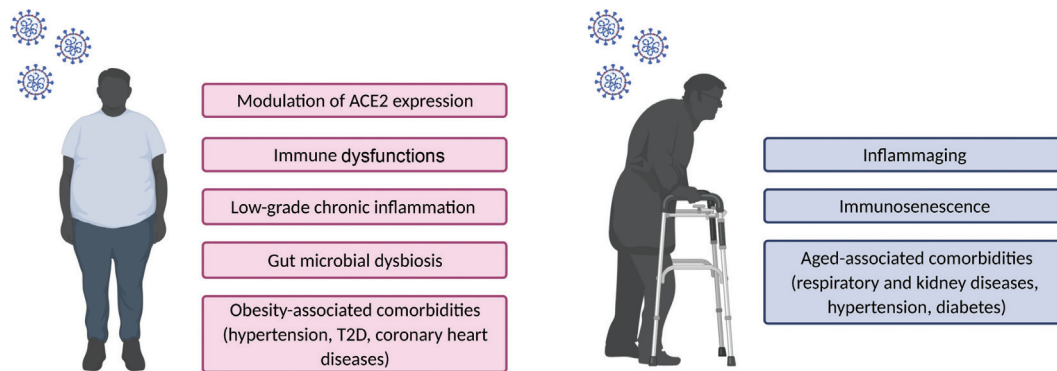 Modulation of ACE2 expression
Immune dysfunctions
Low-grade chronic inflammation
Gut microbial dysbiosis
Obesity-associated comorbidities
(hypertension, T2D, coronary heart
diseases)
Inflammaging
Immunosenescence
Aged-associated comorbidities
(respiratory and kidney diseases,
hypertension, diabetes)